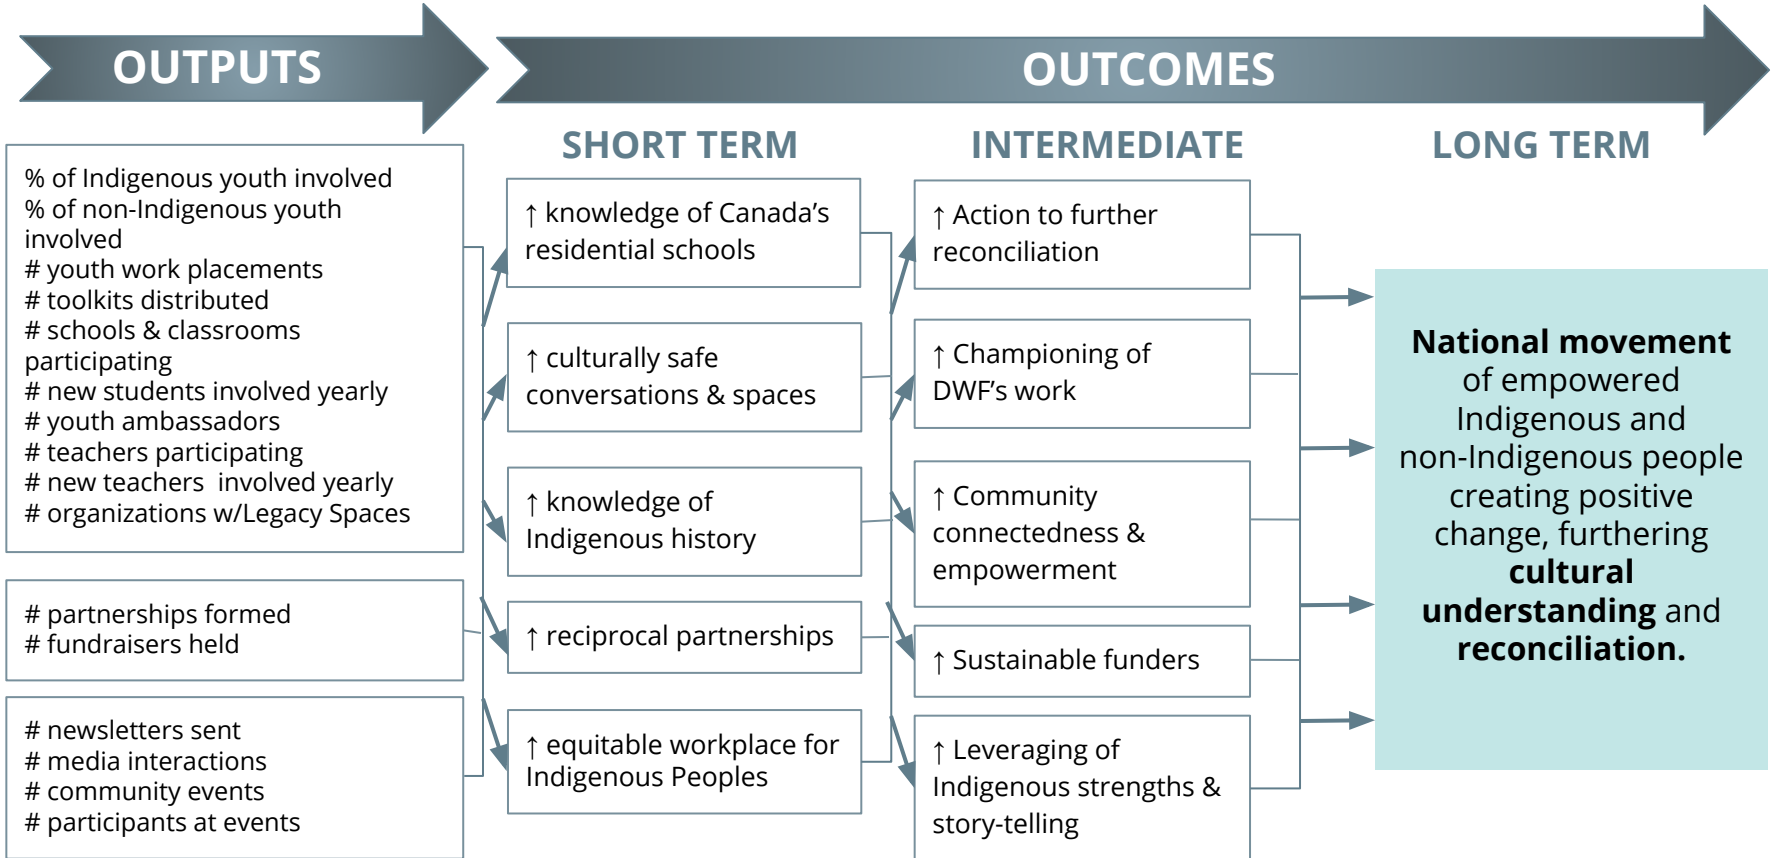 OUTPUTS
OUTCOMES
SHORT TERM
INTERMEDIATE
LONG TERM
% of Indigenous youth involved
% of non-Indigenous youth
involved
# youth work placements
# toolkits distributed
# schools & classrooms
participating
# new students involved yearly
# youth ambassadors
# teachers participating
# new teachers  involved yearly
# organizations w/Legacy Spaces
# partnerships formed
# fundraisers held
# newsletters sent
# media interactions
# community events
# participants at events
↑ knowledge of Canada’s
residential schools
↑ culturally safe
conversations & spaces
↑ knowledge of
Indigenous history
↑ reciprocal partnerships
↑ equitable workplace for
Indigenous Peoples
↑ Action to further
reconciliation
↑ Championing of
DWF’s work
↑ Community
connectedness &
empowerment
↑ Sustainable funders
↑ Leveraging of
Indigenous strengths &
story-telling
National movement
of empowered
Indigenous and
non-Indigenous people
creating positive
change, furthering
cultural
understanding and
reconciliation.